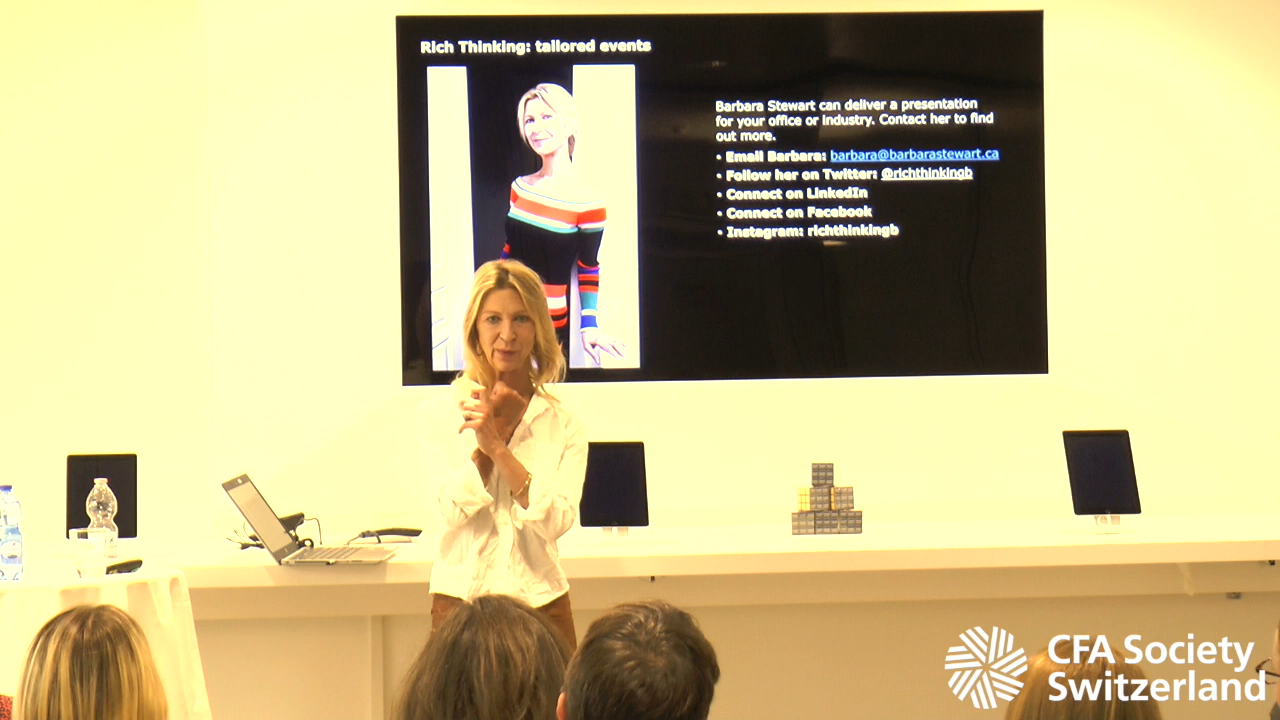 Rich Thinking: tailored events
Barbara Stewart can deliver a presentation
for your office or industry. Contact her to find
out more.
• Email Barbara: barbara@barbarastewart.ca
• Follow her on Twitter: @richthinkingb
• Connect on LinkedIn
• Connect on Facebook
• Instagram: richthinkingb
CFA Society
Switzerland